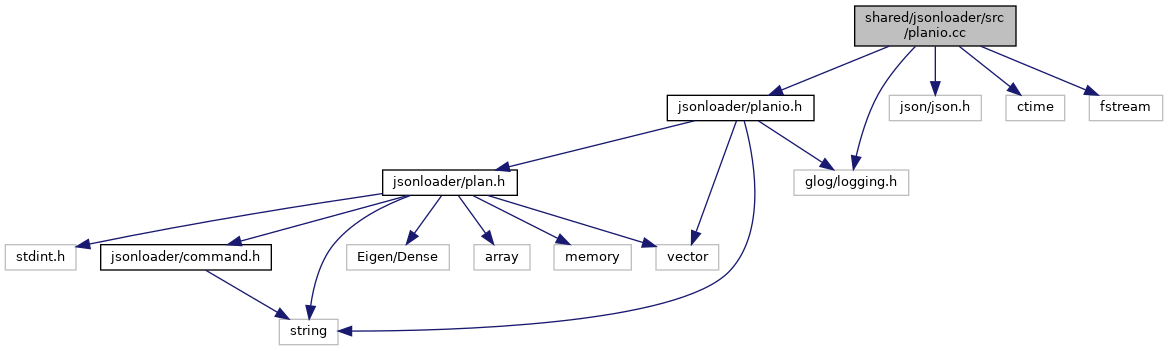 shared/jsonloader/src
/planio.cc
jsonloader/planio.h
json/json.h
ctime
fstream
jsonloader/plan.h
glog/logging.h
stdint.h
jsonloader/command.h
Eigen/Dense
array
memory
vector
string